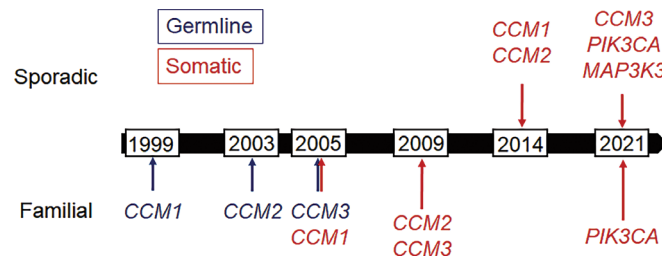 Germline
Somatic
Sporadic
CCM1
CCM2
CCM3
PIK3CA
MAP3K3
1999
2003
2005
2009
2014
2021
Familial
CCM1
CCM2
CCM3
CCM1
CCM2
CCM3
PIK3CA